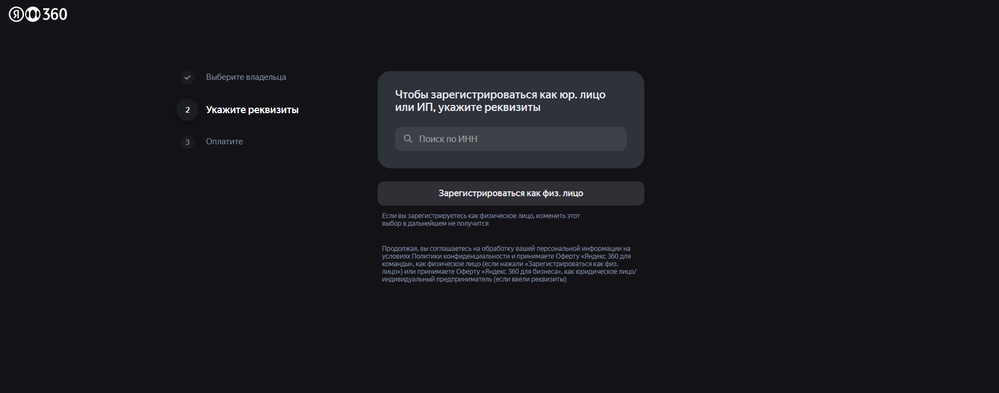 Я 360
Выберите владельца
2 Укажите реквизиты
3 Оплатите
Чтобы зарегистрироваться как юр. лицо
или ИП, укажите реквизиты
Поиск по ИНН
Зарегистрироваться как физ. лицо
Если вы зарегистрируетесь как физическое лицо, изменить этот
выбор в дальнейшем не получится
Продолжая, вы соглашаетесь на обработку вашей персональной информации на
условиях Политики конфиденциальности и принимаете Оферту «Яндекс 360 для
команды», как физическое лицо (если нажали «Зарегистрироваться как физ.
лицо») или принимаете Оферту «Яндекс 360 для бизнеса», как юридическое лицо/
индивидуальный предприниматель (если ввели реквизиты)